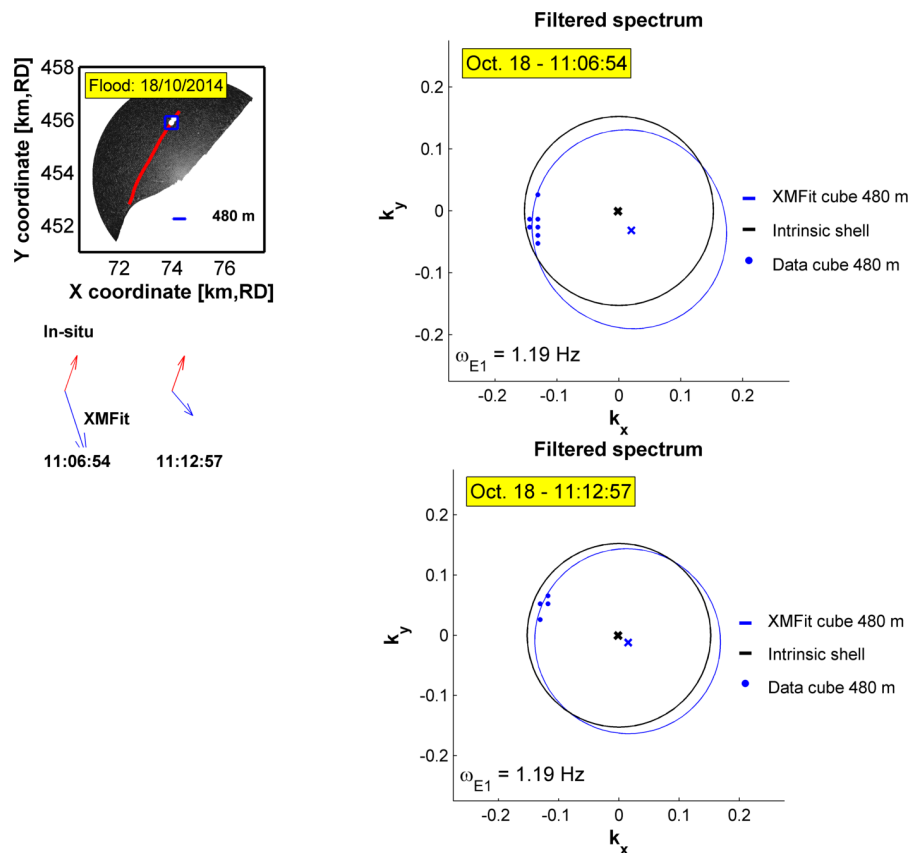 Flood: 18/10/2014
458
456
454
452
Y coordinate [km,RD]
480 m
72
74
76
X coordinate [km,RD]
In-situ
XMFit
11:06:54
11:12:57
Filtered spectrum
Oct. 18 - 11:06:54
0.2
0.1
0
-0.1
-0.2
k_y
ω_E1 = 1.19 Hz
-0.2
-0.1
0
0.1
0.2
k_x
XMFit cube 480 m
Intrinsic shell
Data cube 480 m
Filtered spectrum
Oct. 18 - 11:12:57
0.2
0.1
0
-0.1
-0.2
k_y
ω_E1 = 1.19 Hz
-0.2
-0.1
0
0.1
0.2
k_x
XMFit cube 480 m
Intrinsic shell
Data cube 480 m